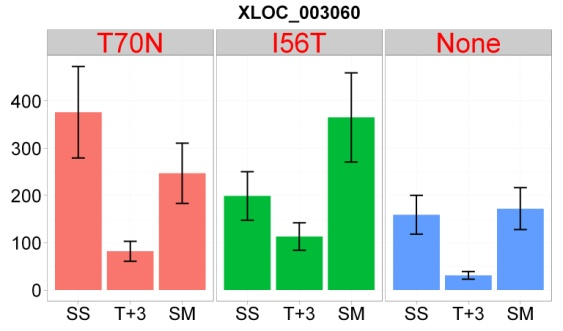 XLOC_003060
T70N I56T None
400
300
200
100
0
SS T+3 SM SS T+3 SM SS T+3 SM